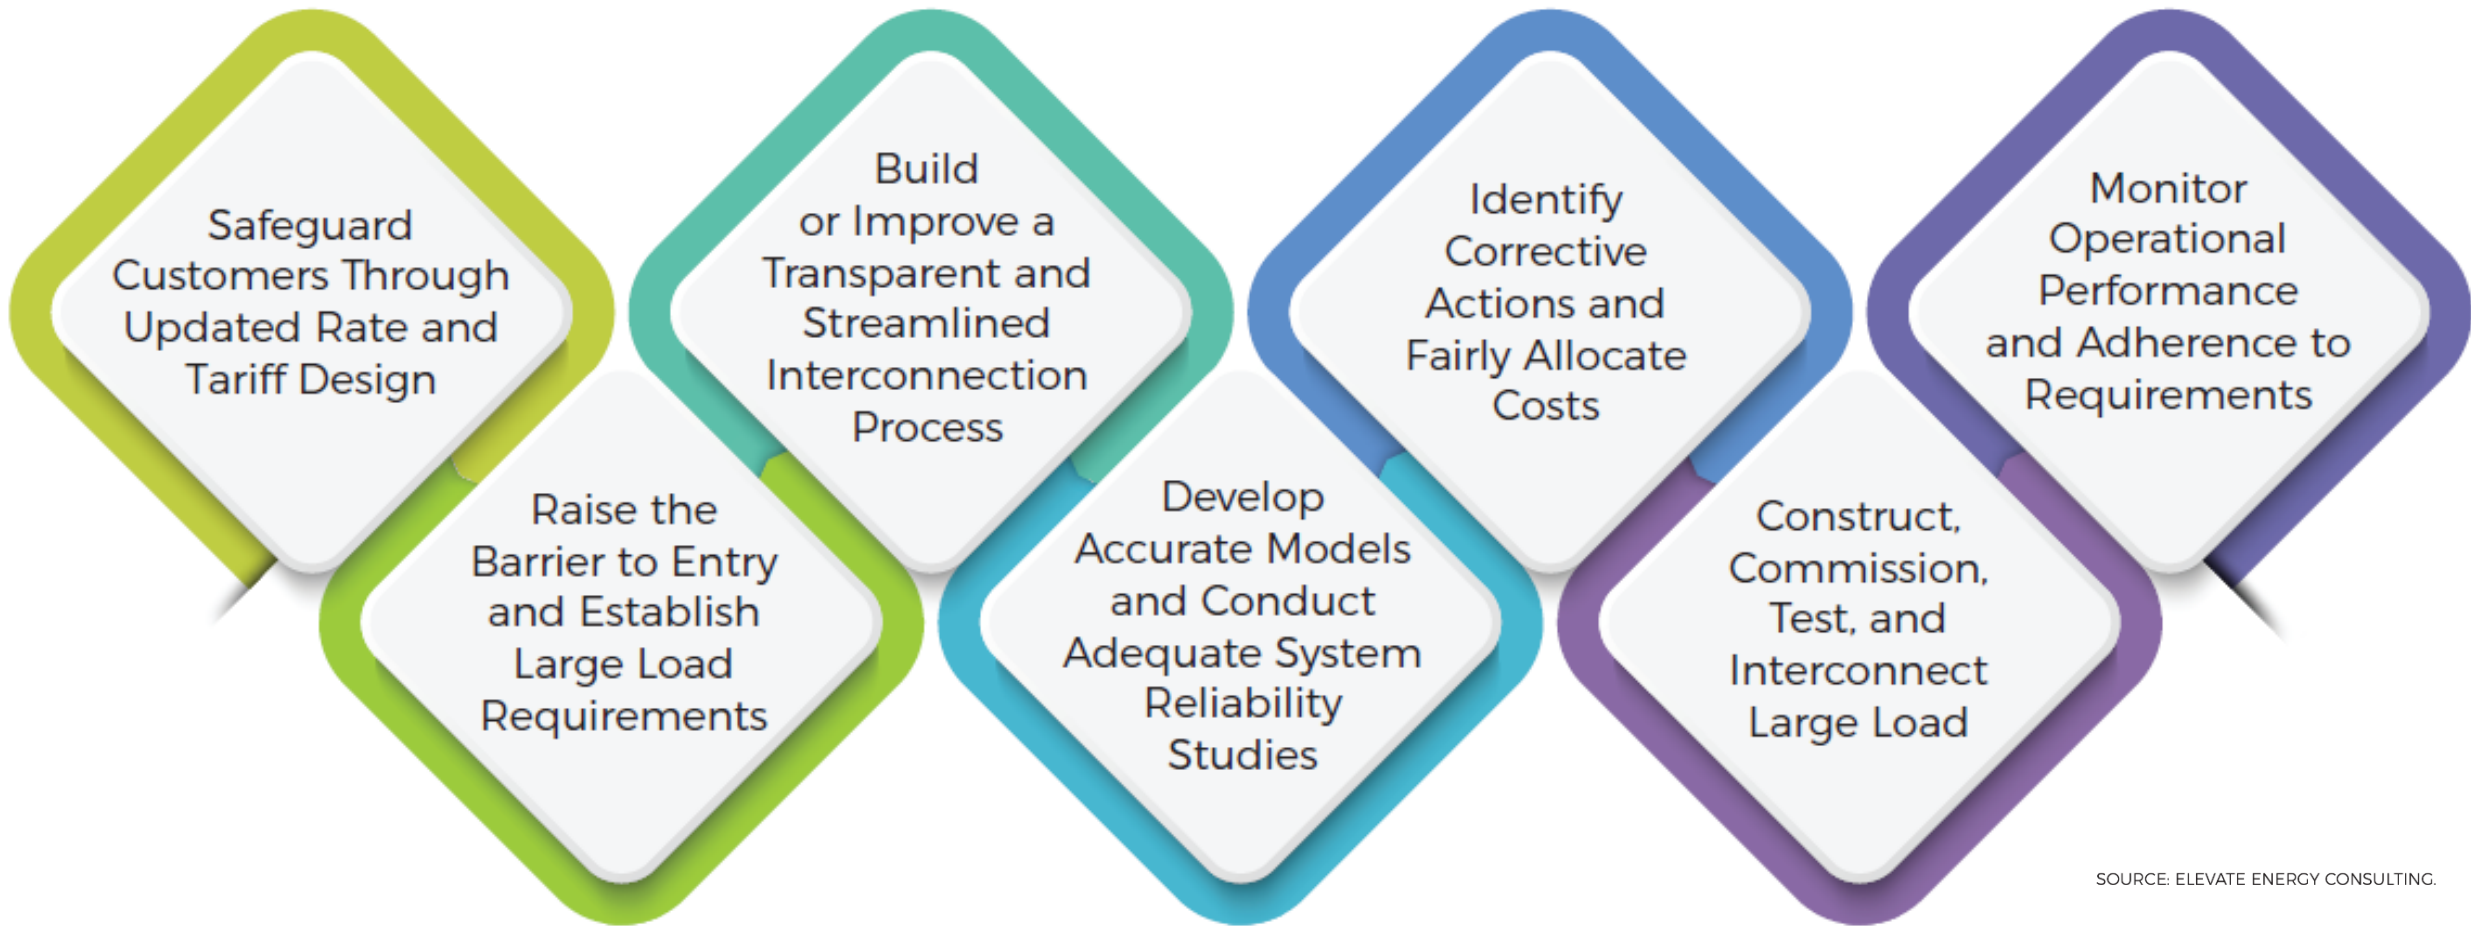 Safeguard
Customers Through
Updated Rate and
Tariff Design
Raise the
Barrier to Entry
and Establish
Large Load
Requirements
Build
or Improve a
Transparent and
Streamlined
Interconnection
Process
Develop
Accurate Models
and Conduct
Adequate System
Reliability
Studies
Identify
Corrective
Actions and
Fairly Allocate
Costs
Construct,
Commission,
Test, and
Interconnect
Large Load
Monitor
Operational
Performance
and Adherence to
Requirements
SOURCE: ELEVATE ENERGY CONSULTING.